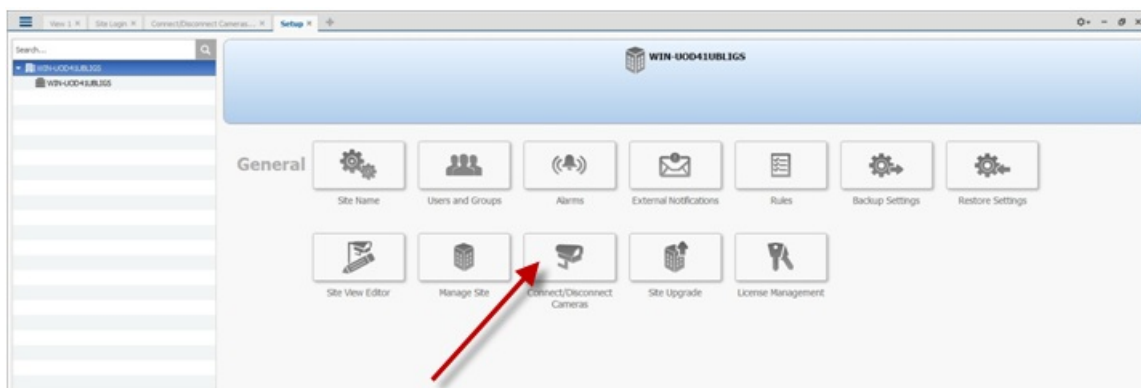 View 1 Site Login Connect/Disconnect Cameras... Setup
Search...
WIN-UOD41UBLIGS
WIN-UOD41UBLIGS
WIN-UOD41UBLIGS
General
Site Name Users and Groups Alarms External Notifications Rules Backup Settings Restore Settings
Site View Editor Manage Site Connect/Disconnect Site Upgrade License Management
Cameras